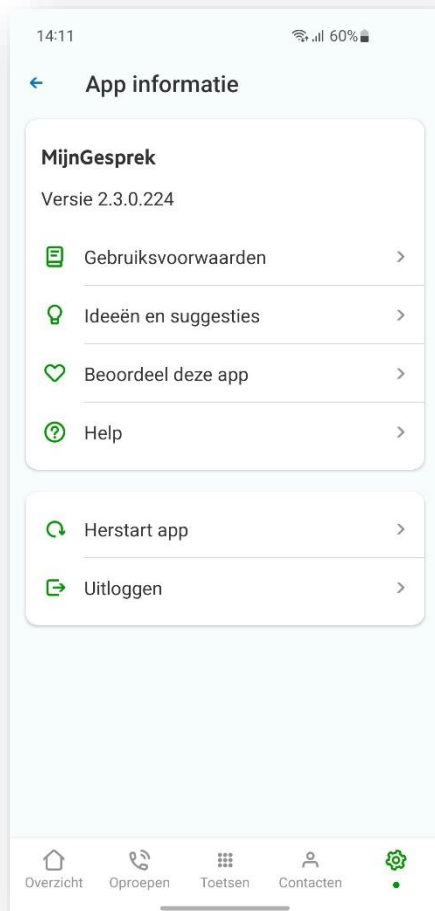 14:11 60%
App informatie
MijnGesprek
Versie 2.3.0.224
Gebruiksvoorwaarden
Ideeën en suggesties
Beoordeel deze app
Help
Herstart app
Uitloggen
Overzicht Oproepen Toetsen Contacten